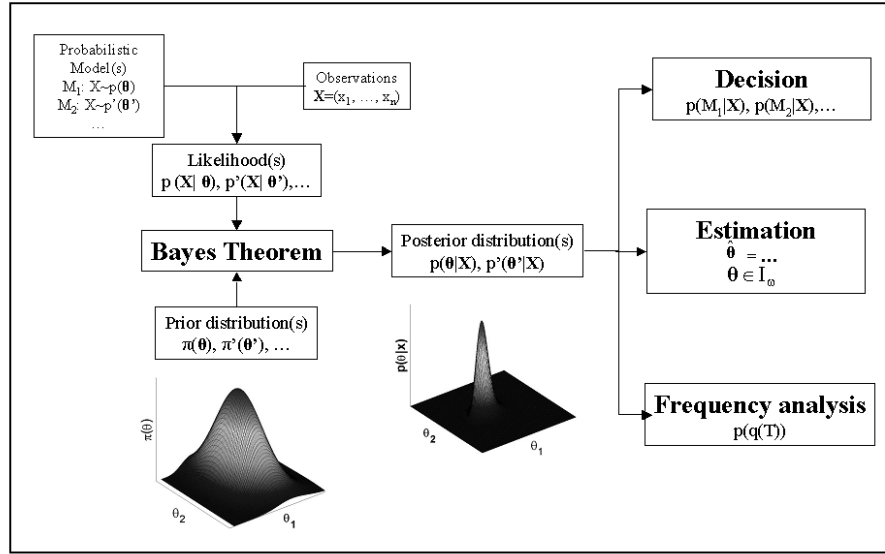 Probabilistic
Model(s)
M₁: X~p(θ)
M₂: X~p’(θ’)
…
Observations
X=(x₁, …, xₙ)
Likelihood(s)
p (X| θ), p’(X| θ’),…
Bayes Theorem
Prior distribution(s)
π(θ), π’(θ’), …
Posterior distribution(s)
p(θ|X), p’(θ’|X)
Decision
p(M₁|X), p(M₂|X),…
Estimation
θ̂ = …
θ ∈ I_ω
Frequency analysis
p(q(T))
π(θ)
θ₂
θ₁
p(θ|x)
θ₂
θ₁